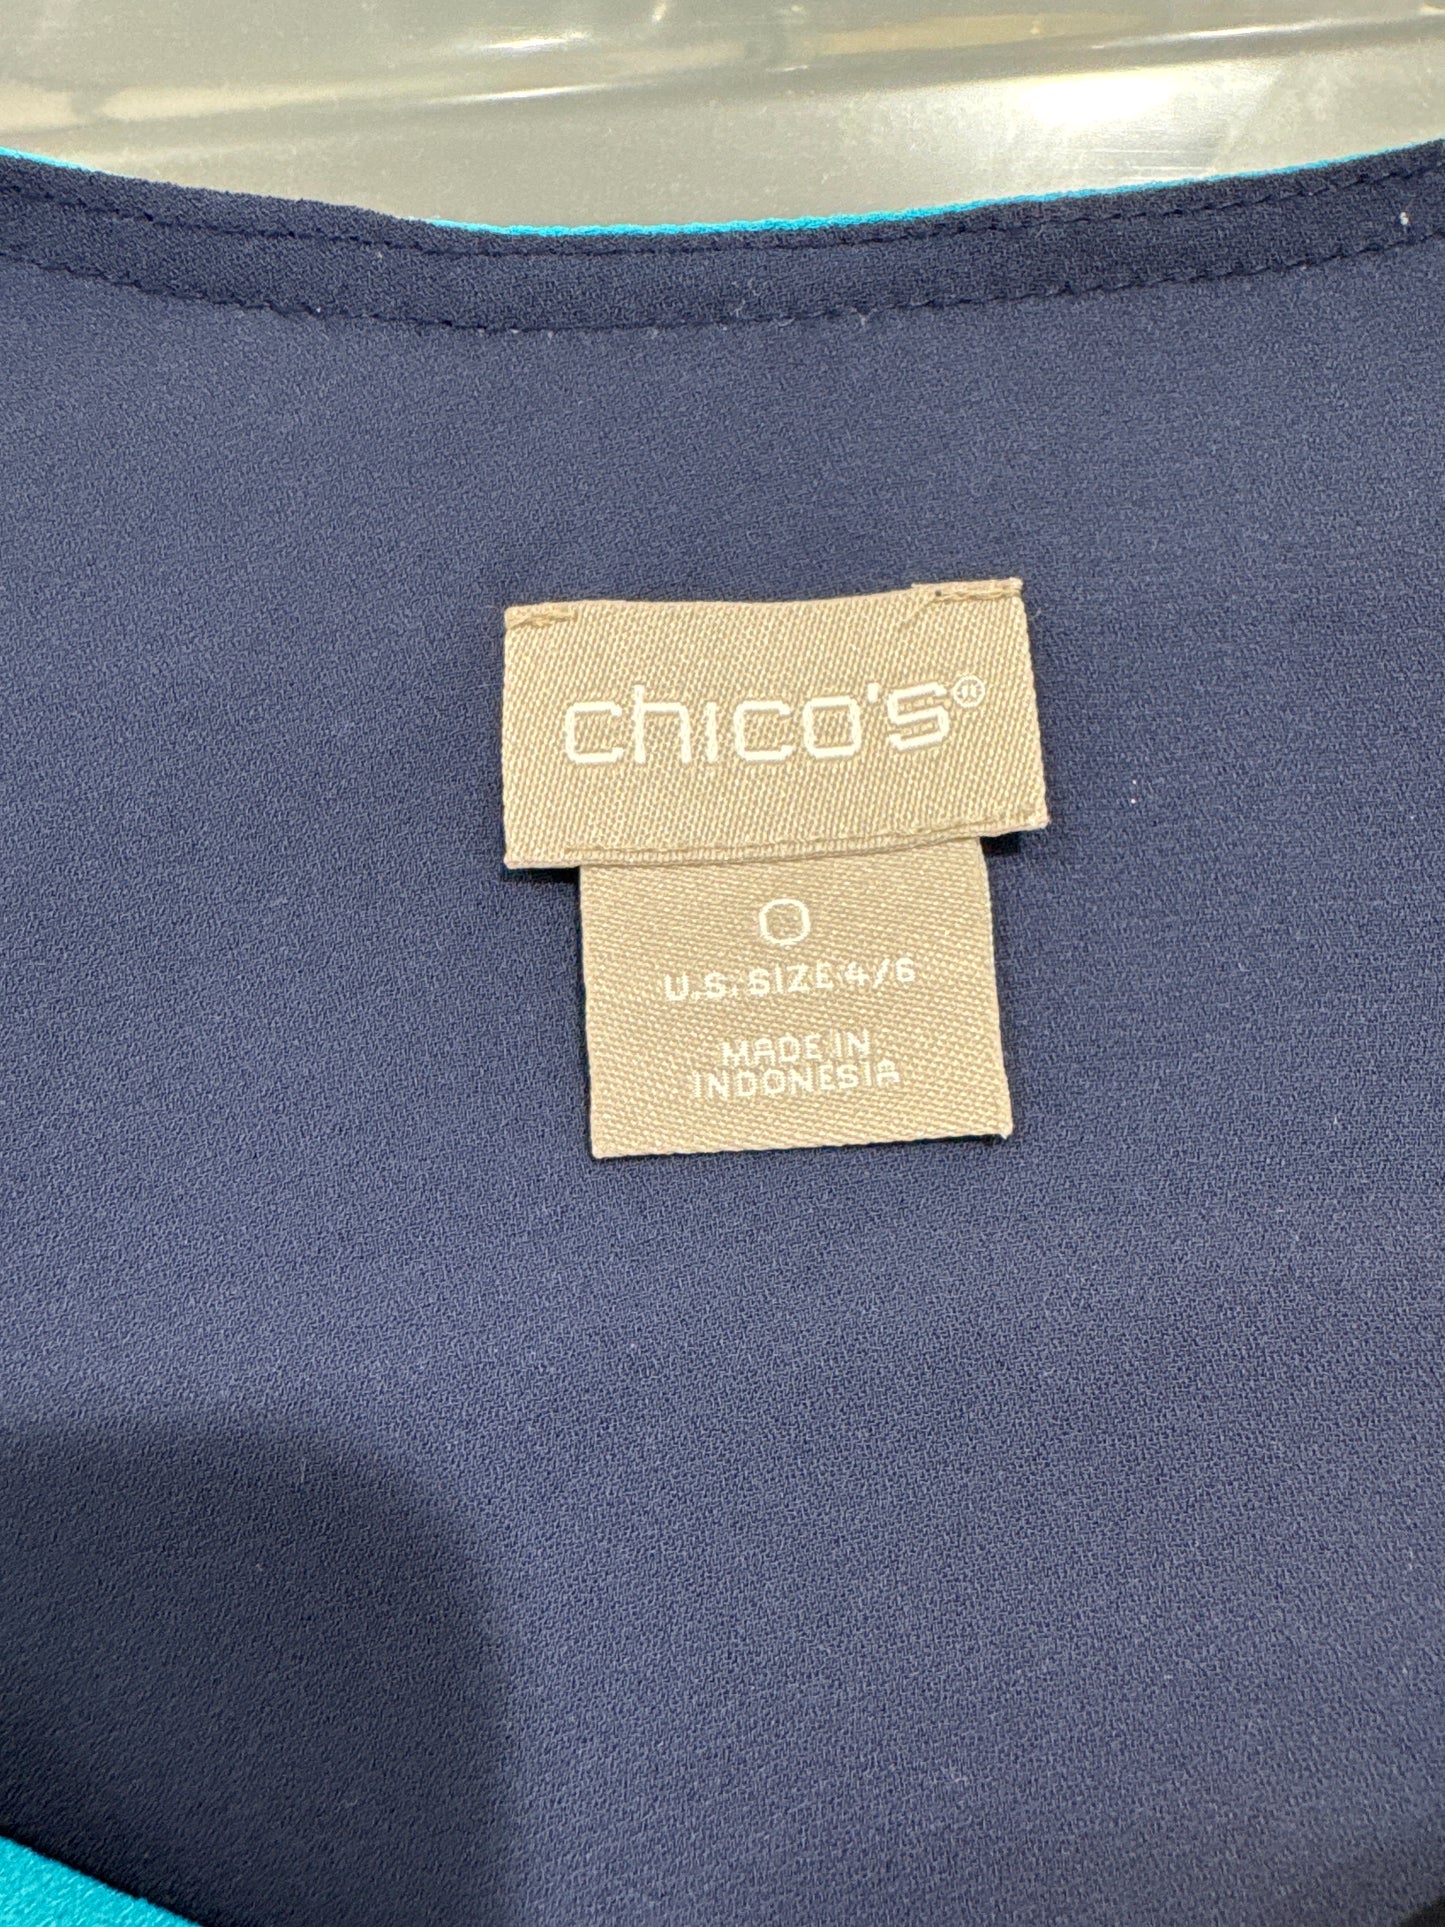 chico's®
0
U.S. SIZE 4/6
MADE IN
INDONESIA